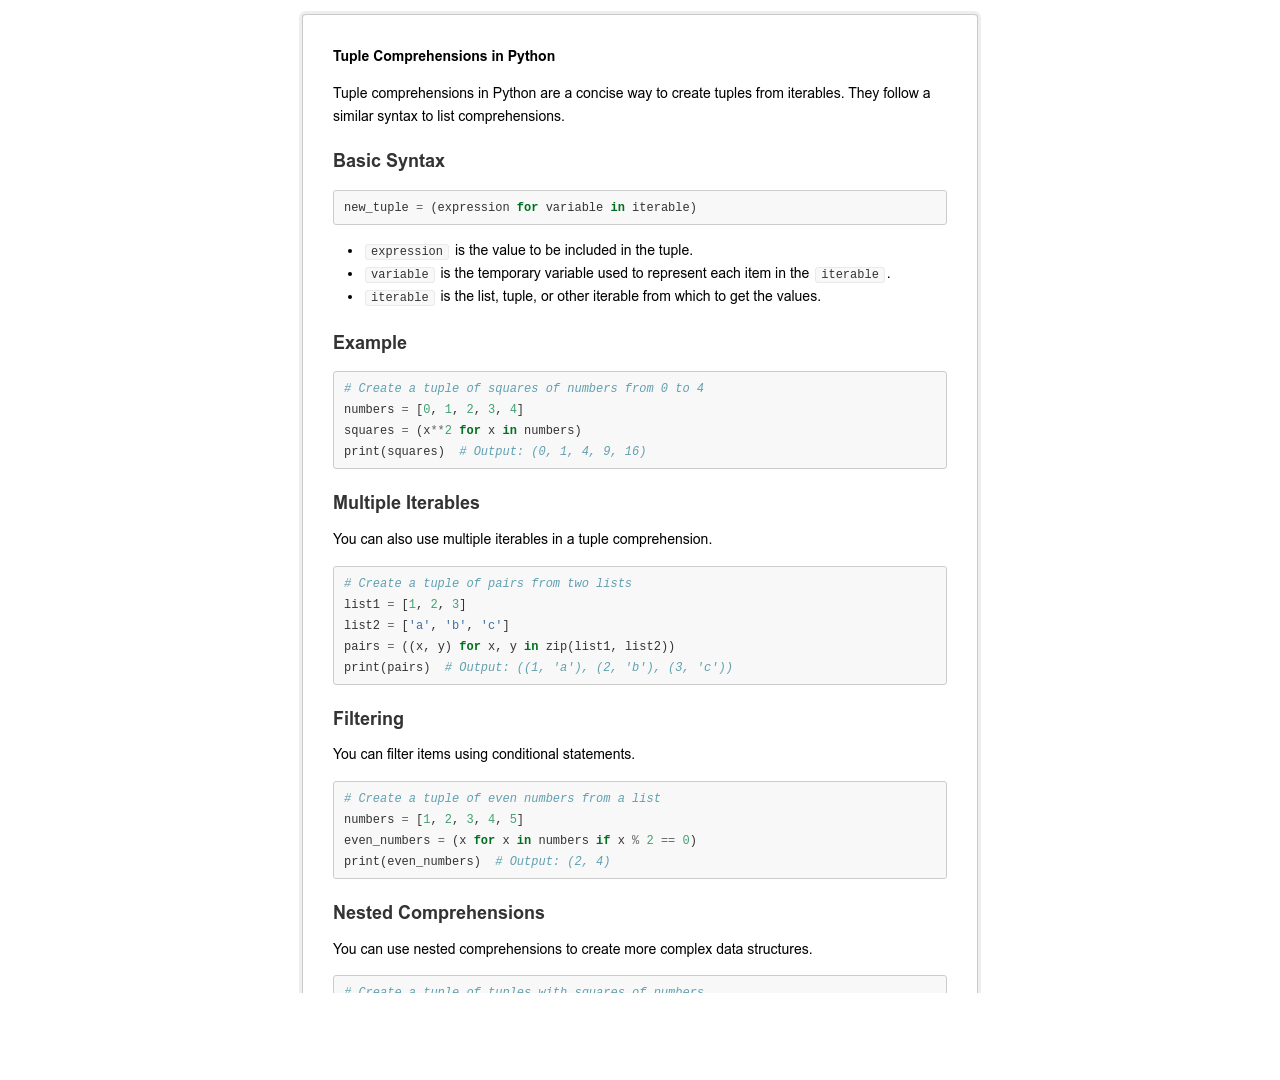 Tuple Comprehensions in Python
Tuple comprehensions in Python are a concise way to create tuples from iterables. They follow a
similar syntax to list comprehensions.
Basic Syntax
new_tuple = (expression for variable in iterable)
• expression is the value to be included in the tuple.
• variable is the temporary variable used to represent each item in the iterable.
• iterable is the list, tuple, or other iterable from which to get the values.
Example
# Create a tuple of squares of numbers from 0 to 4
numbers = [0, 1, 2, 3, 4]
squares = (x**2 for x in numbers)
print(squares)  # Output: (0, 1, 4, 9, 16)
Multiple Iterables
You can also use multiple iterables in a tuple comprehension.
# Create a tuple of pairs from two lists
list1 = [1, 2, 3]
list2 = ['a', 'b', 'c']
pairs = ((x, y) for x, y in zip(list1, list2))
print(pairs)  # Output: ((1, 'a'), (2, 'b'), (3, 'c'))
Filtering
You can filter items using conditional statements.
# Create a tuple of even numbers from a list
numbers = [1, 2, 3, 4, 5]
even_numbers = (x for x in numbers if x % 2 == 0)
print(even_numbers)  # Output: (2, 4)
Nested Comprehensions
You can use nested comprehensions to create more complex data structures.
# Create a tuple of tuples with squares of numbers